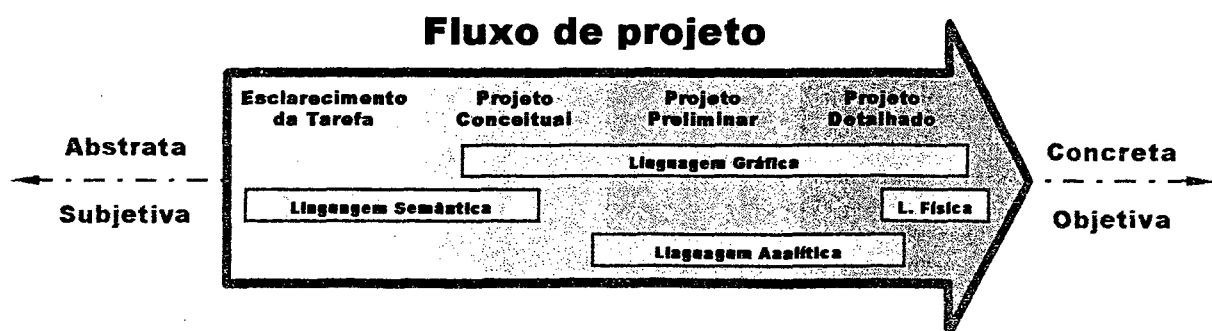 Fluxo de projeto
Esclarecimento
da Tarefa
Projeto
Conceitual
Projeto
Preliminar
Projeto
Detalhado
Abstrata
Subjetiva
Linguagem Gráfica
Linguagem Semântica
L. Física
Linguagem Analítica
Concreta
Objetiva